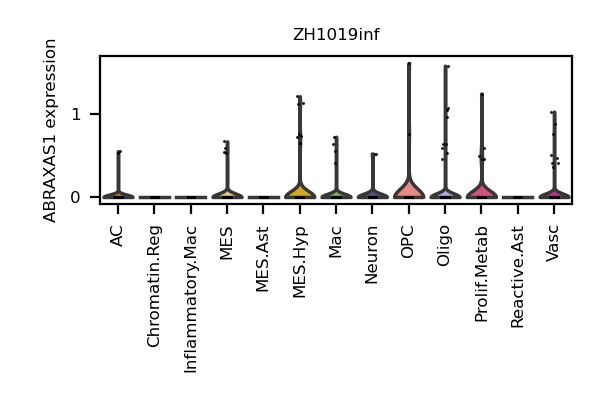 ZH1019inf
ABRAXAS1 expression
1
0
AC
Chromatin.Reg
Inflammatory.Mac
MES
MES.Ast
MES.Hyp
Mac
Neuron
OPC
Oligo
Prolif.Metab
Reactive.Ast
Vasc